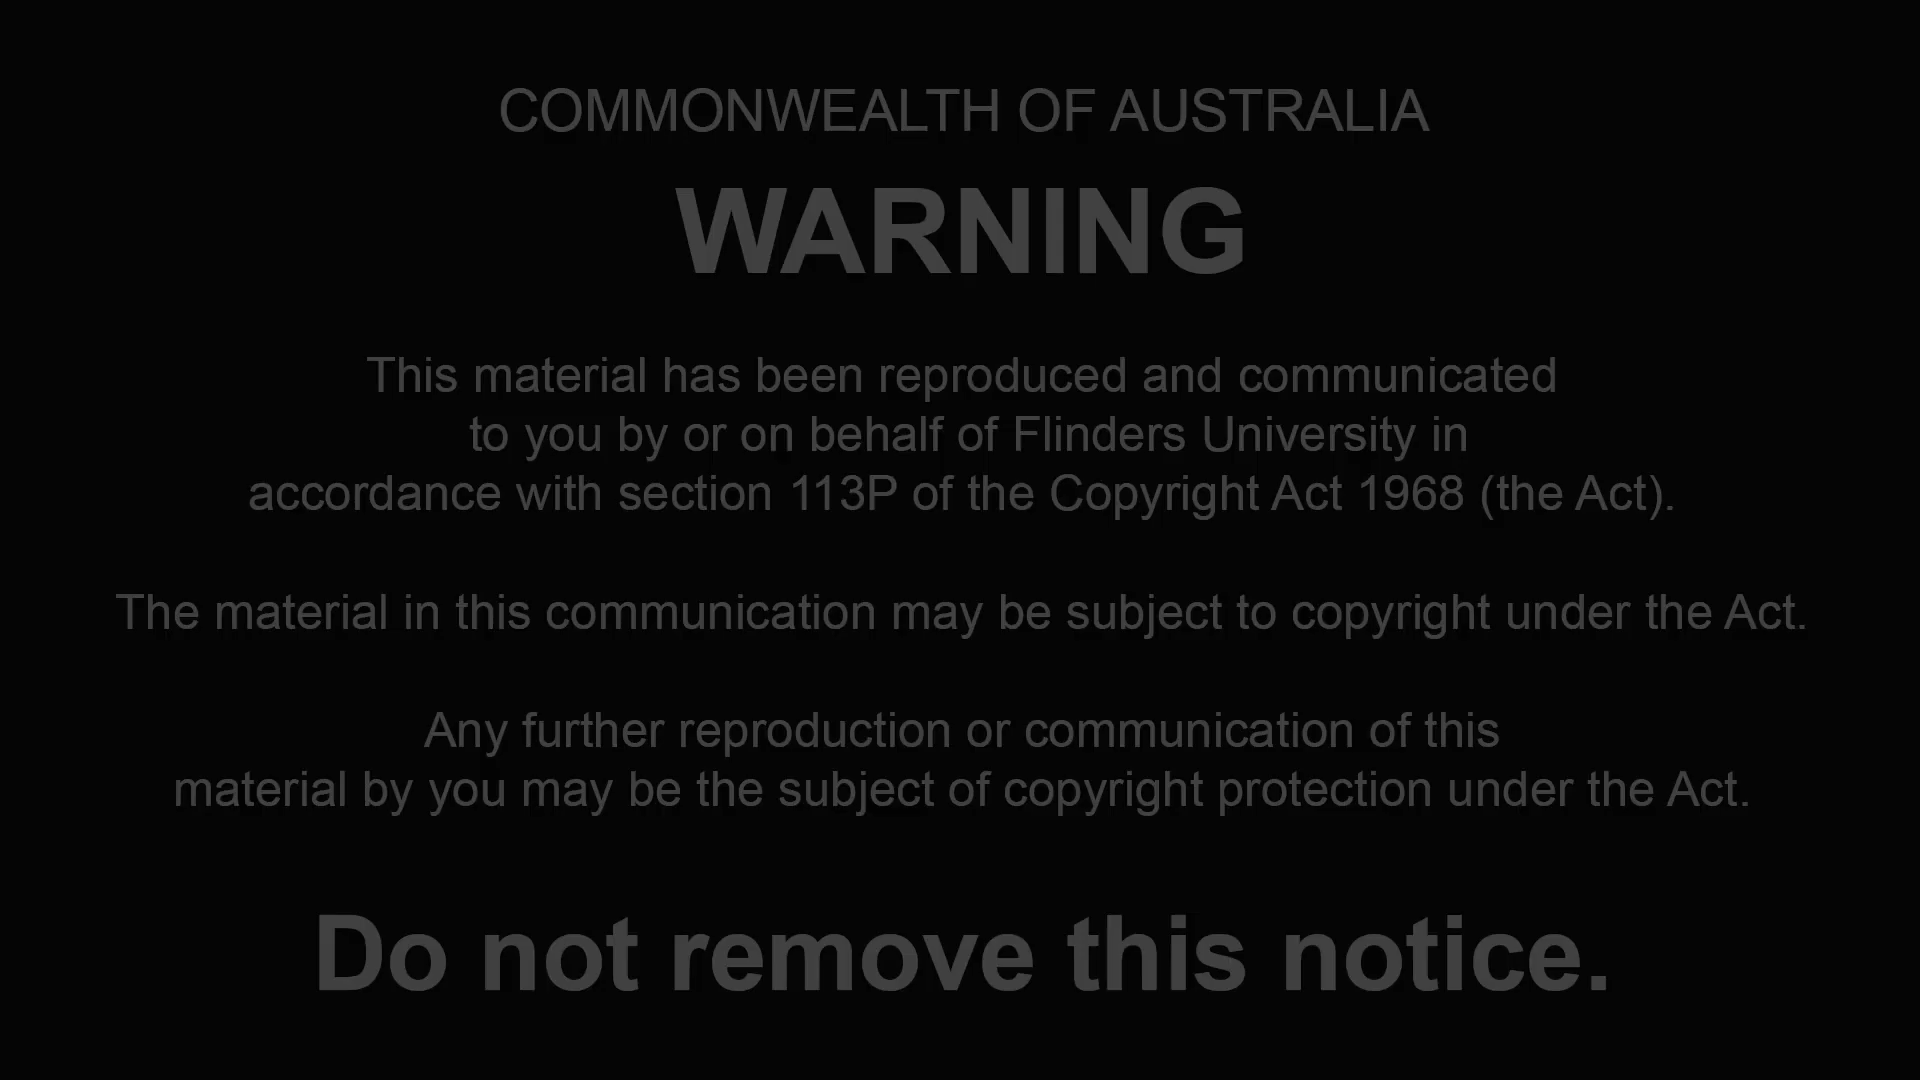 COMMONWEALTH OF AUSTRALIA
WARNING
This material has been reproduced and communicated
to you by or on behalf of Flinders University in
accordance with section 113P of the Copyright Act 1968 (the Act).
The material in this communication may be subject to copyright under the Act.
Any further reproduction or communication of this
material by you may be the subject of copyright protection under the Act.
Do not remove this notice.